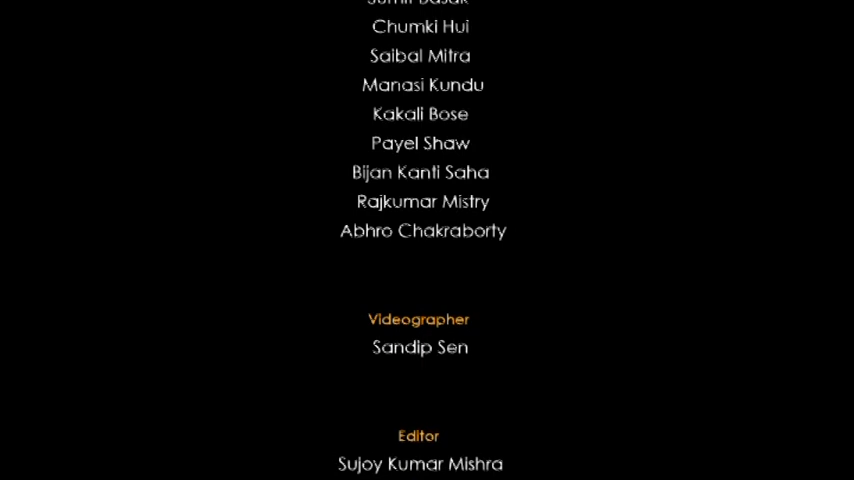 Chumki Hui
Saibal Mitra
Manasi Kundu
Kakali Bose
Payel Shaw
Bijan Kanti Saha
Rajkumar Mistry
Abhro Chakraborty
Videographer
Sandip Sen
Editor
Sujoy Kumar Mishra